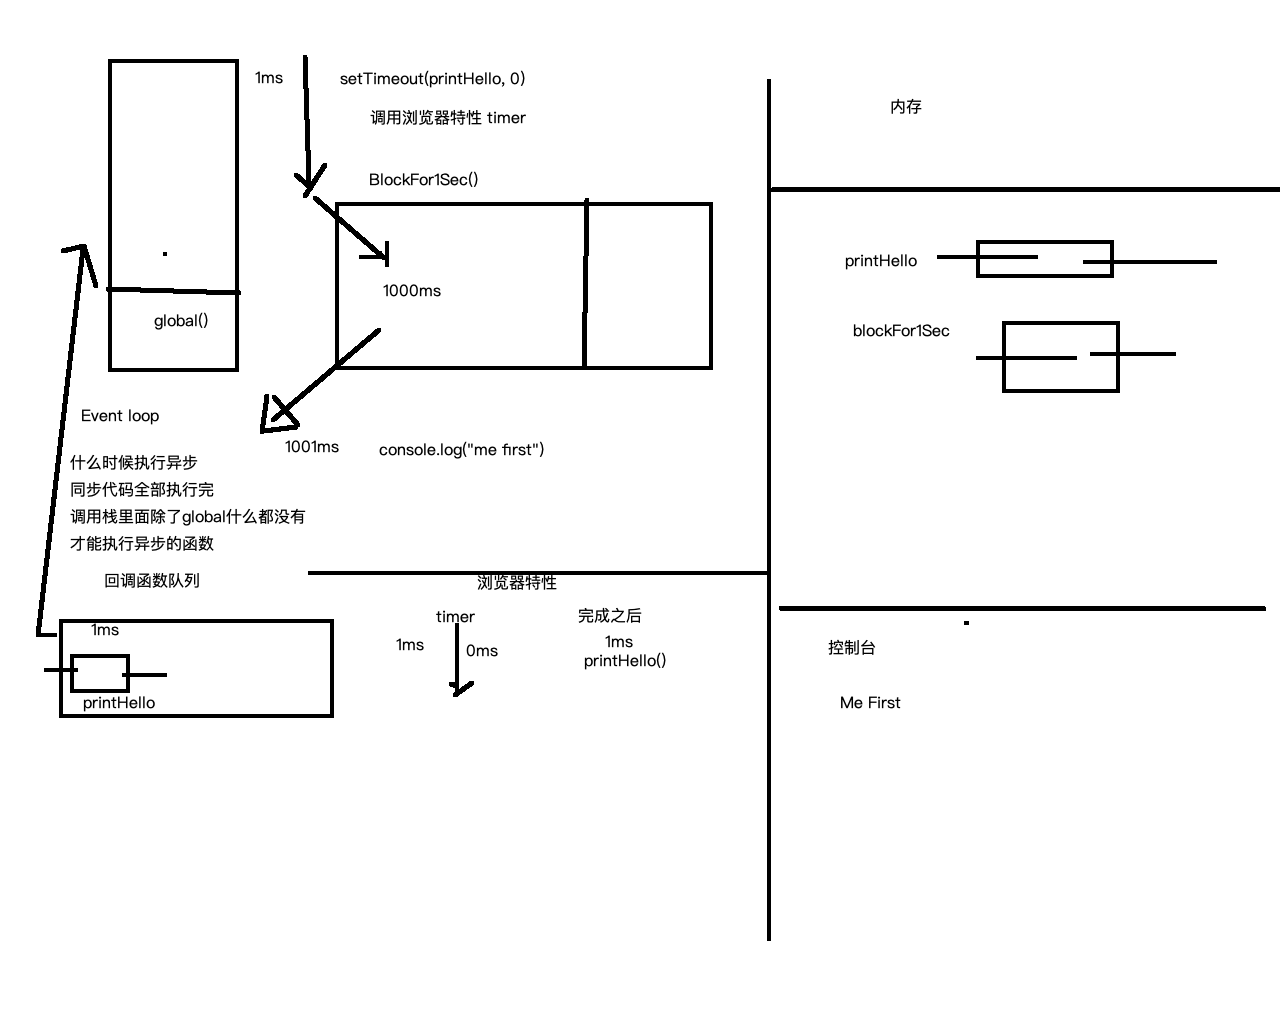 1ms
setTimeout(printHello, 0)
调用浏览器特性 timer
BlockFor1Sec()
1000ms
global()
Event loop
1001ms
console.log("me first")
什么时候执行异步
同步代码全部执行完
调用栈里面除了global什么都没有
才能执行异步的函数
回调函数队列
1ms
printHello
浏览器特性
timer
1ms
0ms
完成之后
1ms
printHello()
内存
printHello
blockFor1Sec
控制台
Me First